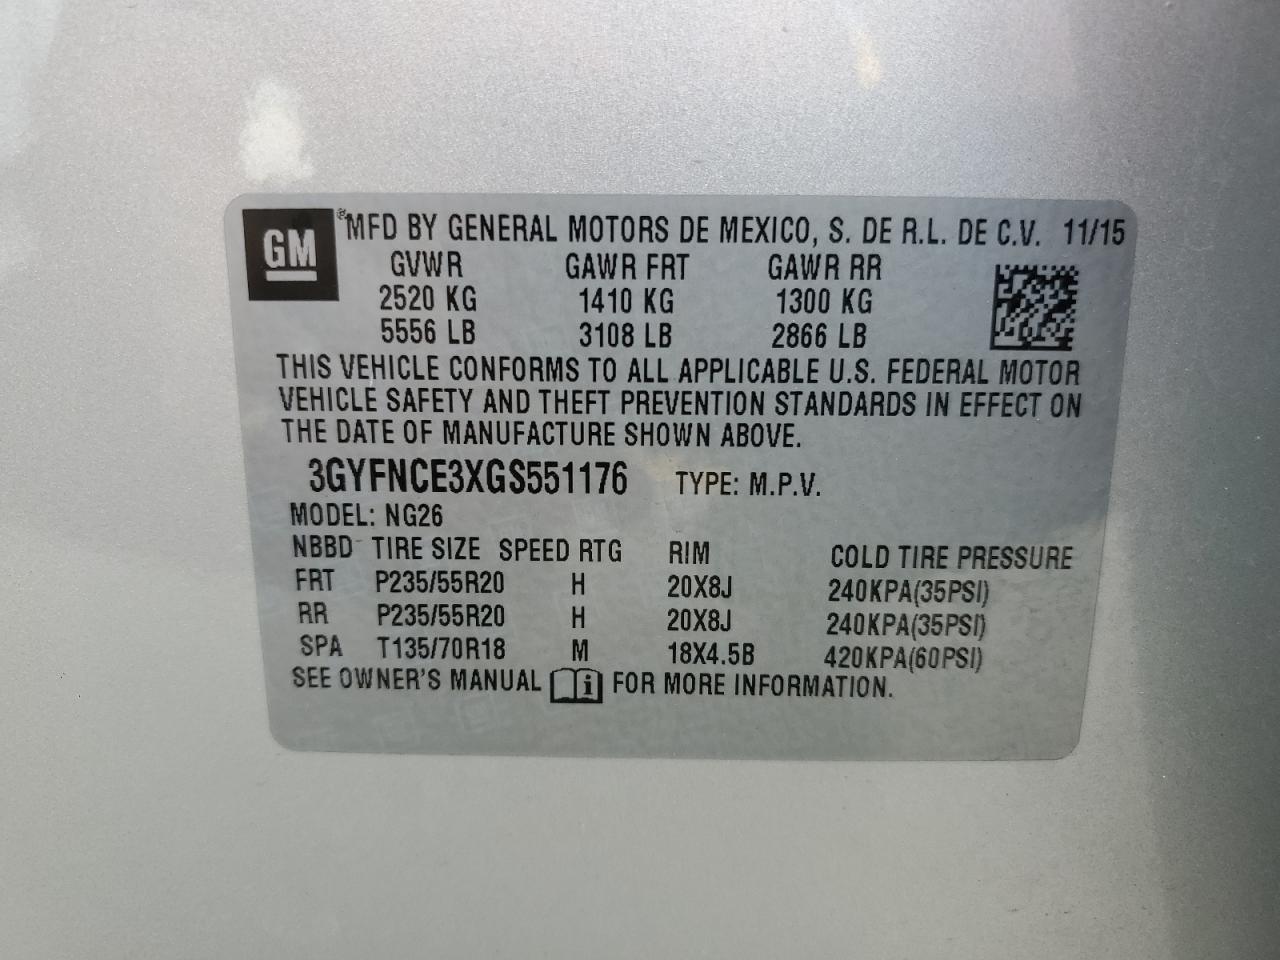 GM ® MFD BY GENERAL MOTORS DE MEXICO, S. DE R.L. DE C.V. 11/15
GVWR GAWR FRT GAWR RR
2520 KG 1410 KG 1300 KG
5556 LB 3108 LB 2866 LB
THIS VEHICLE CONFORMS TO ALL APPLICABLE U.S. FEDERAL MOTOR
VEHICLE SAFETY AND THEFT PREVENTION STANDARDS IN EFFECT ON
THE DATE OF MANUFACTURE SHOWN ABOVE.
3GYFNCE3XGS551176 TYPE: M.P.V.
MODEL: NG26
NBBD TIRE SIZE SPEED RTG RIM COLD TIRE PRESSURE
FRT P235/55R20 H 20X8J 240KPA(35PSI)
RR P235/55R20 H 20X8J 240KPA(35PSI)
SPA T135/70R18 M 18X4.5B 420KPA(60PSI)
SEE OWNER'S MANUAL i FOR MORE INFORMATION.